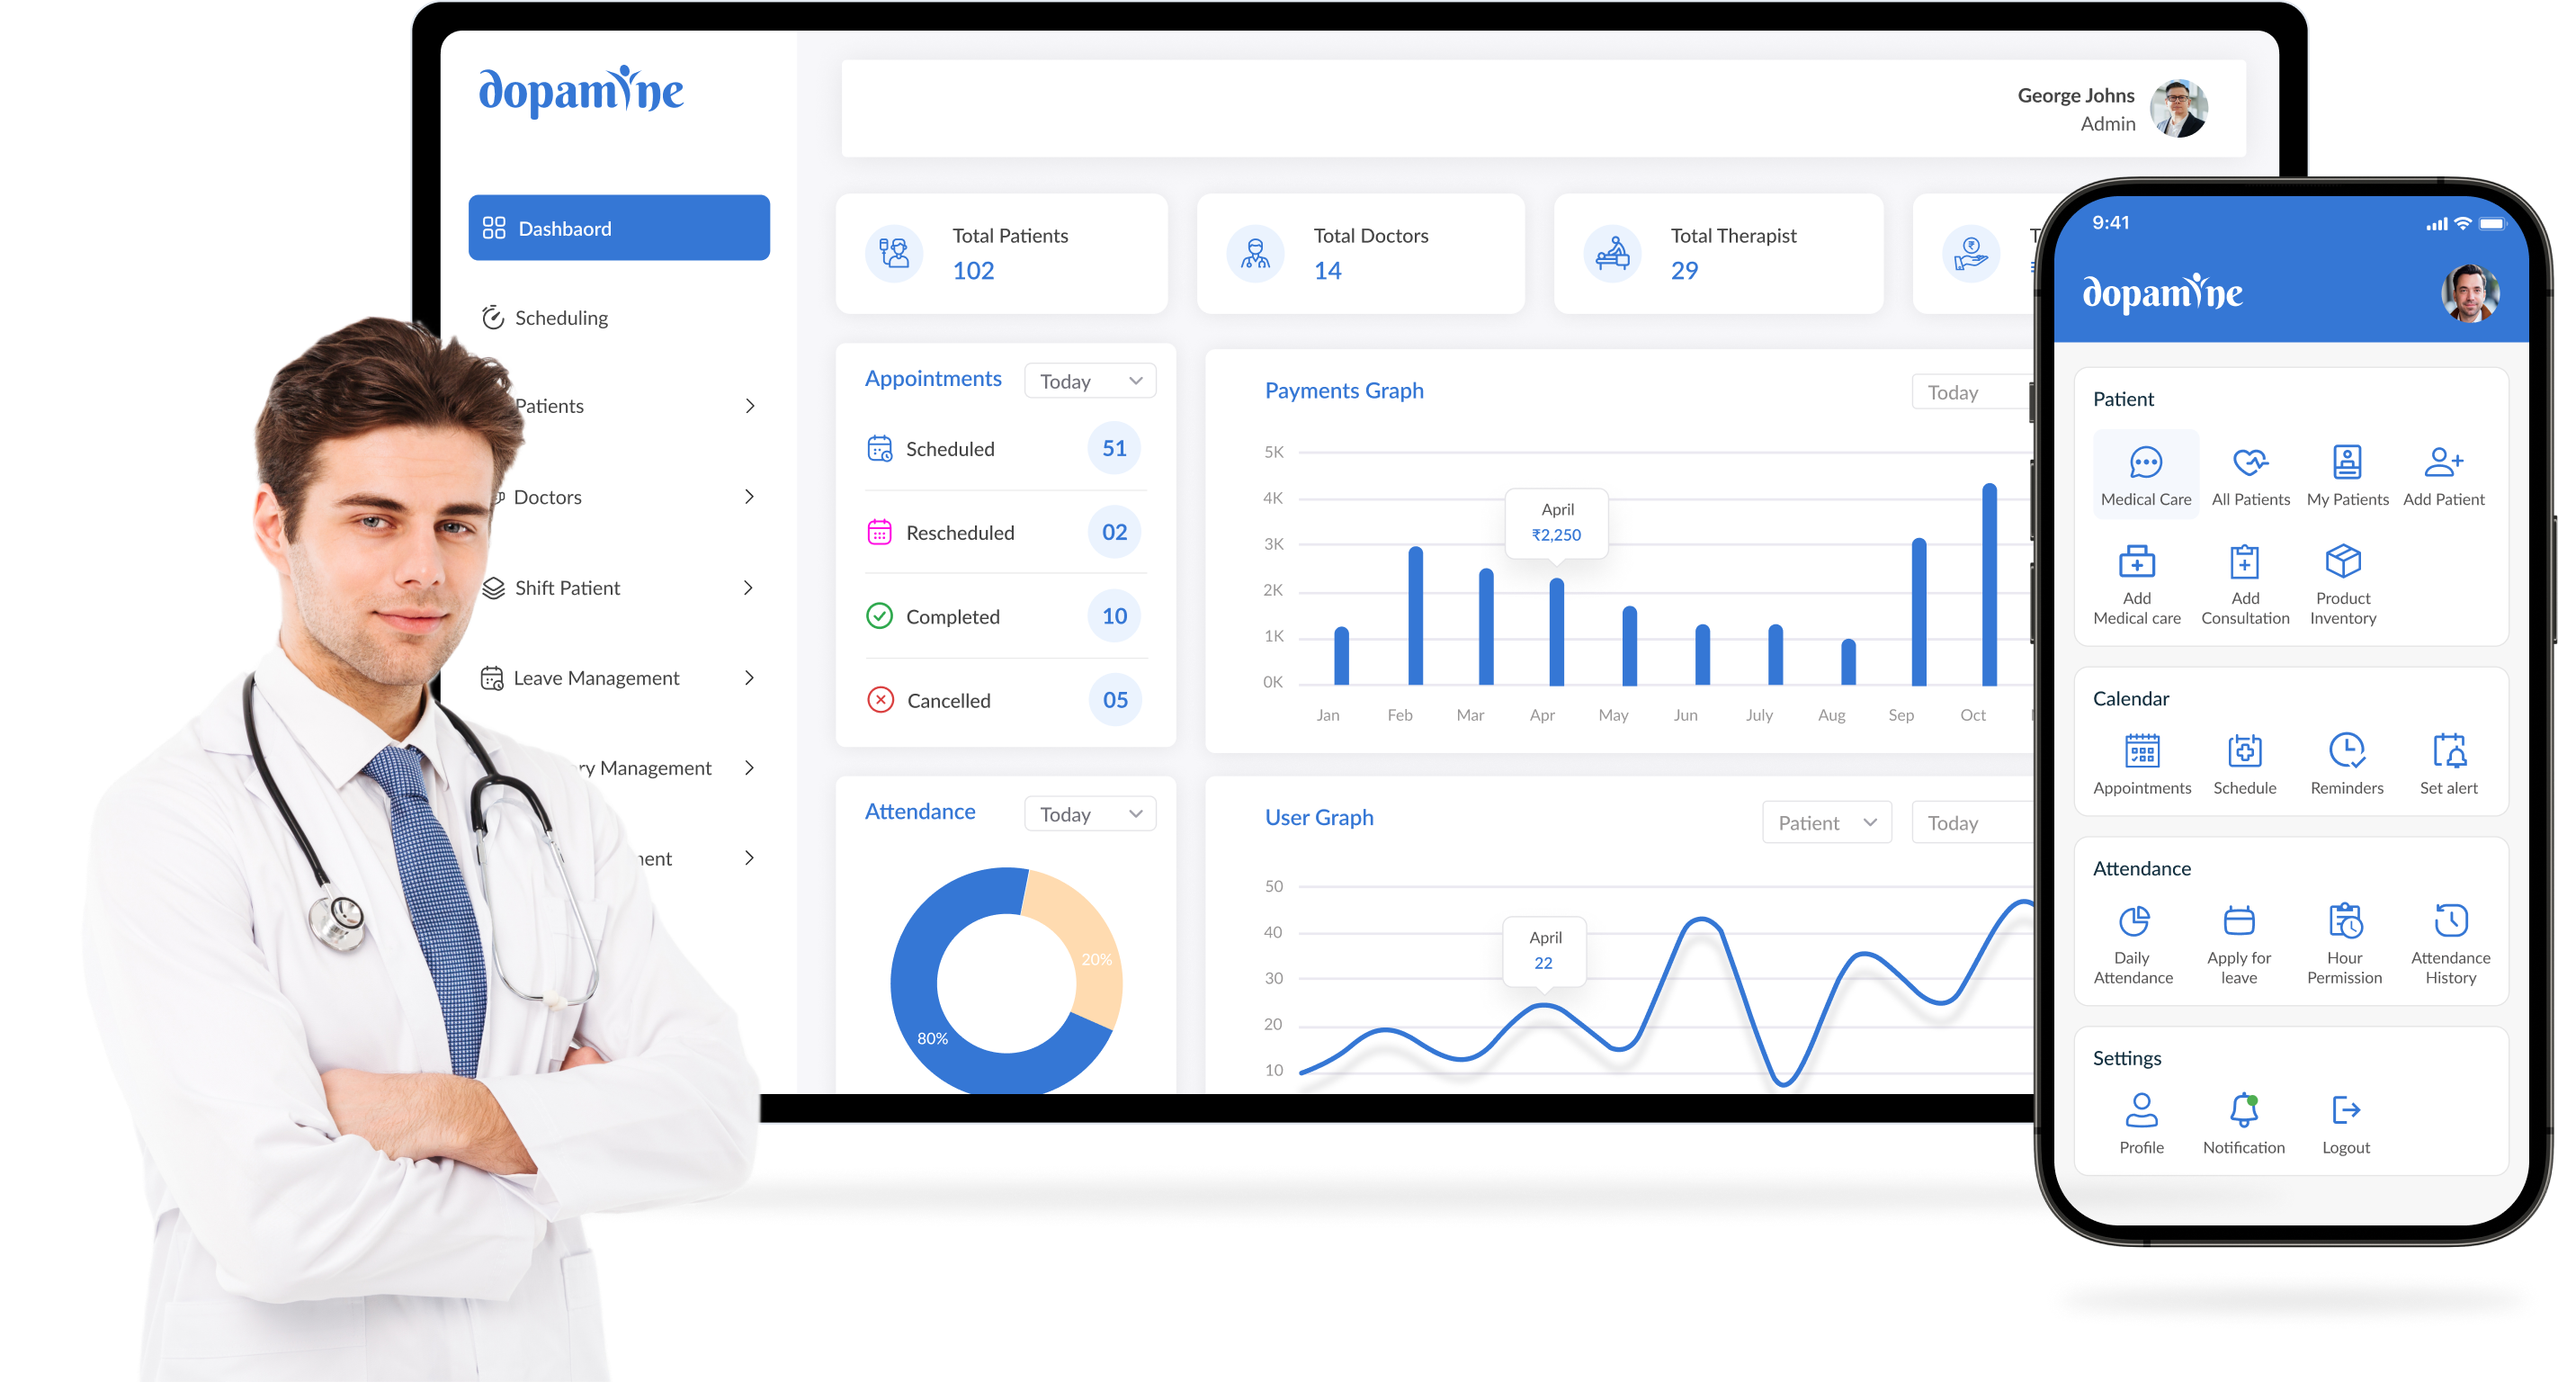 dopamine
George Johns
Admin
Dashbaord
Scheduling
Patients
Doctors
Shift Patient
Leave Management
Management
Total Patients
102
Total Doctors
14
Total Therapist
29
Appointments
Today
Scheduled
51
Rescheduled
02
Completed
10
Cancelled
05
Payments Graph
Today
5K
4K
3K
2K
1K
0K
April
₹2,250
Jan
Feb
Mar
Apr
May
Jun
July
Aug
Sep
Oct
Attendance
Today
20%
80%
User Graph
Patient
Today
50
40
30
20
10
April
22
9:41
dopamine
Patient
Medical Care
All Patients
My Patients
Add Patient
Add
Medical care
Add
Consultation
Product
Inventory
Calendar
Appointments
Schedule
Reminders
Set alert
Attendance
Daily
Attendance
Apply for
leave
Hour
Permission
Attendance
History
Settings
Profile
Notification
Logout